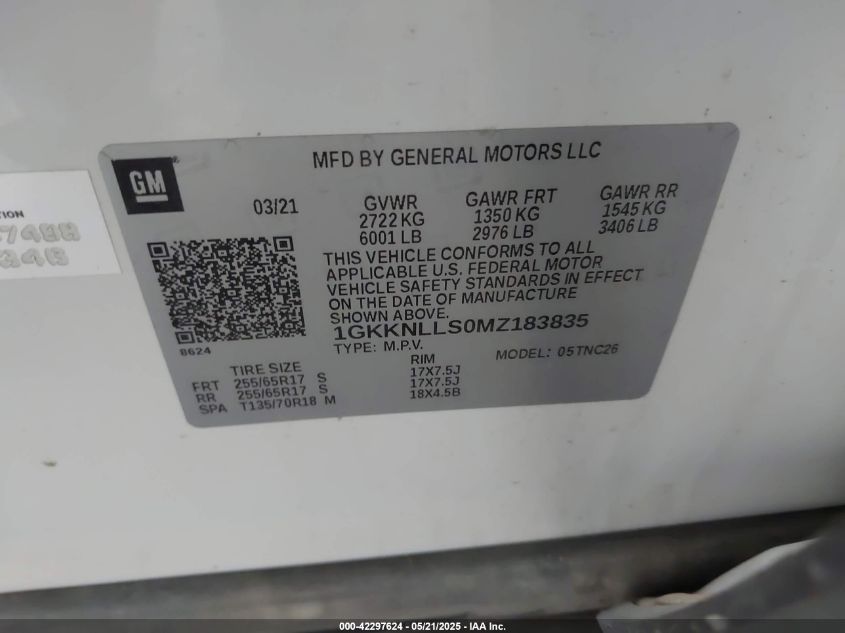 GM
®
MFD BY GENERAL MOTORS LLC
03/21
GVWR
2722 KG
6001 LB
GAWR FRT
1350 KG
2976 LB
GAWR RR
1545 KG
3406 LB
THIS VEHICLE CONFORMS TO ALL
APPLICABLE U.S. FEDERAL MOTOR
VEHICLE SAFETY STANDARDS IN EFFECT
ON THE DATE OF MANUFACTURE
SHOWN ABOVE.
1GKKNLLS0MZ183835
TYPE: M.P.V.
MODEL: 05TNC26
8624
TIRE SIZE RIM
FRT 255/65R17 S 17X7.5J
RR 255/65R17 S 17X7.5J
SPA T135/70R18 M 18X4.5B
000-42297624 - 05/21/2025 - IAA Inc.